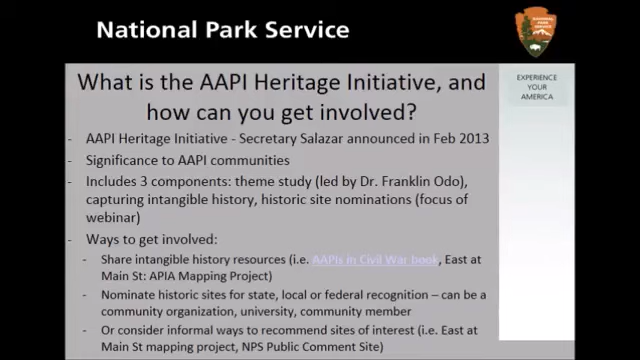 National Park Service
EXPERIENCE
YOUR
AMERICA
What is the AAPI Heritage Initiative, and
how can you get involved?
- AAPI Heritage Initiative - Secretary Salazar announced in Feb 2013
- Significance to AAPI communities
- Includes 3 components: theme study (led by Dr. Franklin Odo),
capturing intangible history, historic site nominations (focus of
webinar)
- Ways to get involved:
- Share intangible history resources (i.e. AAPIs in Civil War book, East at
Main St: APIA Mapping Project)
- Nominate historic sites for state, local or federal recognition – can be a
community organization, university, community member
- Or consider informal ways to recommend sites of interest (i.e. East at
Main St mapping project, NPS Public Comment Site)